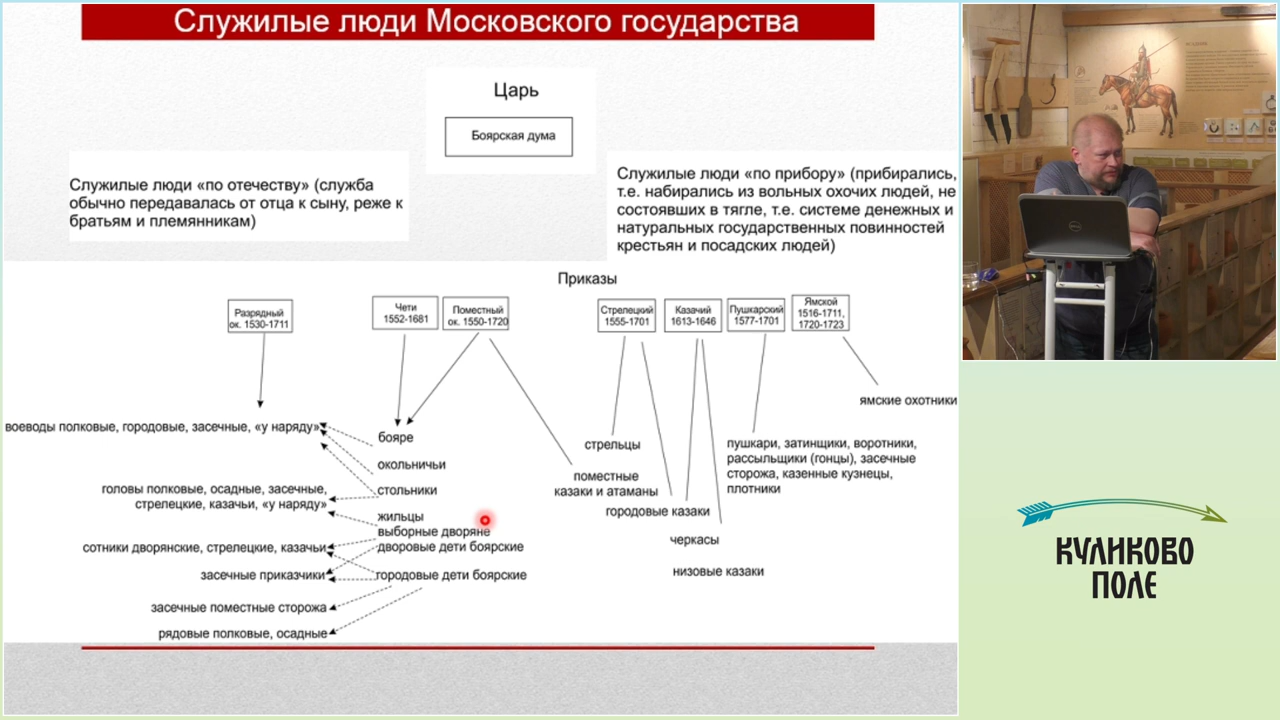 Служилые люди Московского государства
Царь
Боярская дума
Служилые люди «по отечеству» (служба
обычно передавалась от отца к сыну, реже к
братьям и племянникам)
Служилые люди «по прибору» (прибирались,
т.е. набирались из вольных охочих людей, не
состоявших в тягле, т.е. системе денежных и
натуральных государственных повинностей
крестьян и посадских людей)
Приказы
Разрядный
ок. 1530-1711
Чети
1552-1681
Поместный
ок. 1550-1720
Стрелецкий
1555-1701
Казачий
1613-1646
Пушкарский
1577-1701
Ямской
1516-1711,
1720-1723
воеводы полковые, городовые, засечные, «у наряду»
головы полковые, осадные, засечные,
стрелецкие, казачьи, «у наряду»
сотники дворянские, стрелецкие, казачьи
засечные приказчики
засечные поместные сторожа
рядовые полковые, осадные
бояре
окольничьи
стольники
жильцы
выборные дворяне
дворовые дети боярские
городовые дети боярские
поместные
казаки и атаманы
стрельцы
городовые казаки
черкасы
низовые казаки
пушкари, затинщики, воротники,
рассыльщики (гонцы), засечные
сторожа, казенные кузнецы,
плотники
ямские охотники
КУЛИКОВО
ПОЛЕ